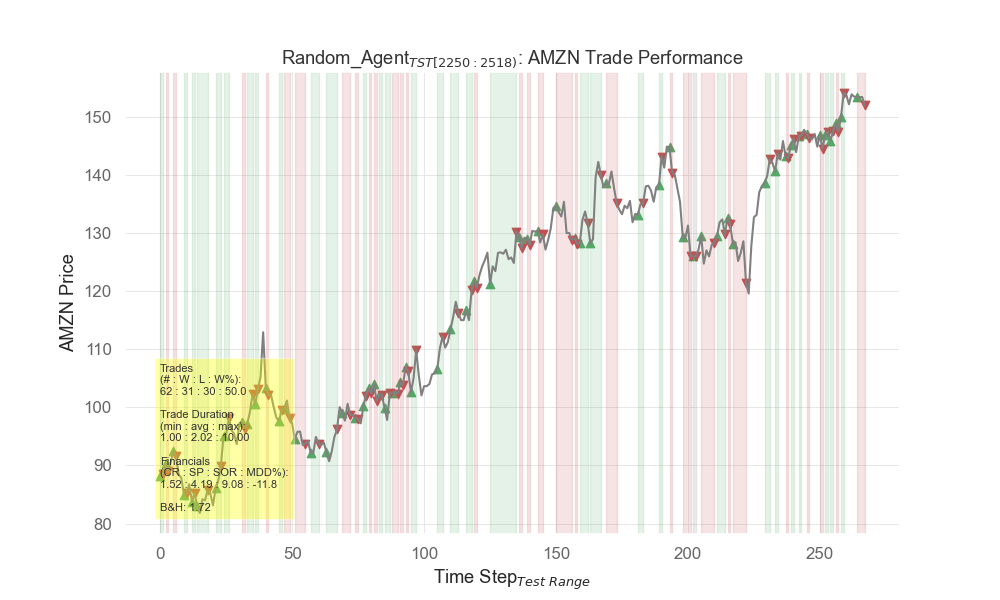 Random_Agent TST[2250 : 2518) : AMZN Trade Performance
AMZN Price
150
140
130
120
110
100
90
80
Trades
(# : W : L : W%):
62 : 31 : 30 : 50.0
Trade Duration
(min : avg : max):
1.00 : 2.02 : 10.00
Financials
(CR : SP : SOR : MDD%):
1.52 : 4.19 : 9.08 : -11.8
B&H: 1.72
0 50 100 150 200 250
Time Step Test Range